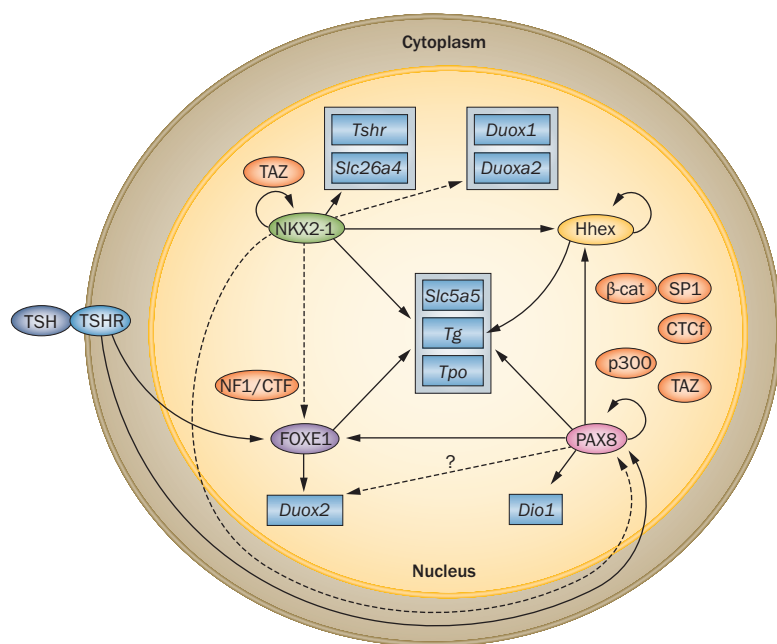 Cytoplasm
Tshr
Slc26a4
Duox1
Duoxa2
TAZ
NKX2-1
Hhex
β-cat
SP1
CTCf
p300
TAZ
Slc5a5
Tg
Tpo
TSH
TSHR
NF1/CTF
FOXE1
PAX8
?
Duox2
Dio1
Nucleus